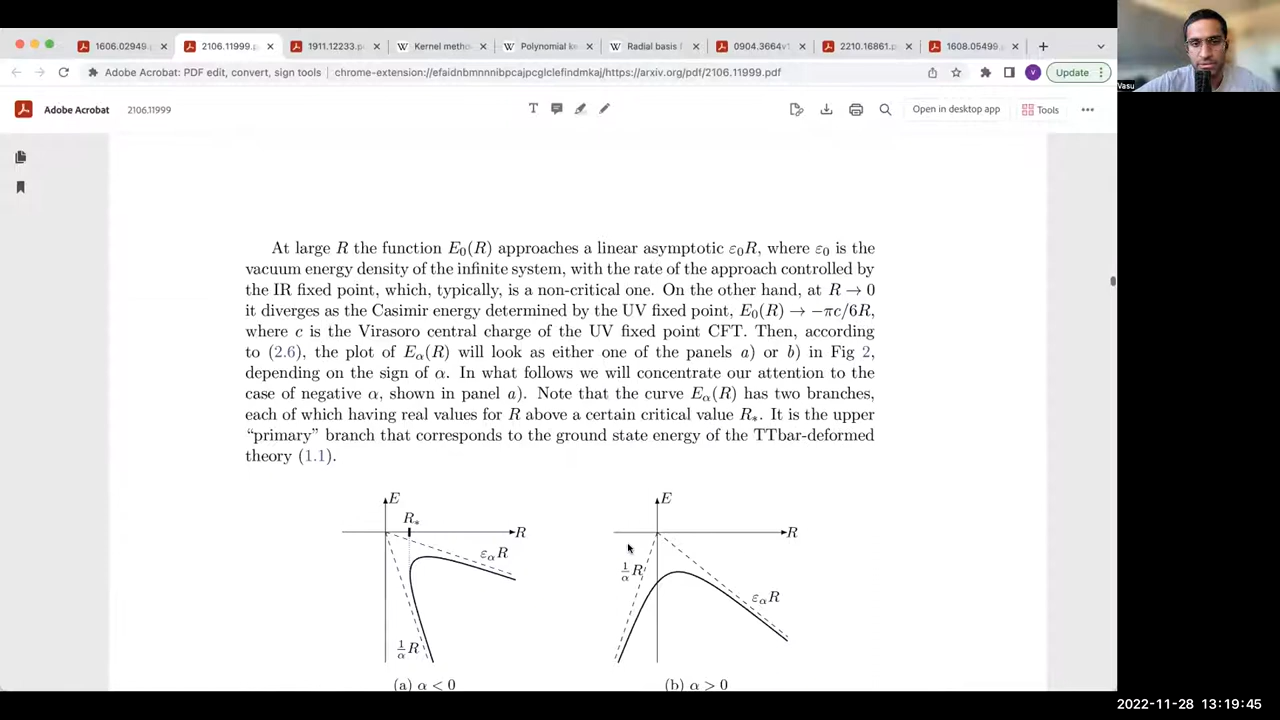 1606.02949.
2106.11999.p
1911.12233.p
Kernel metho
Polynomial ke
Radial basis f
0904.3664v1
2210.16861.p
1608.05499.
Adobe Acrobat: PDF edit, convert, sign tools | chrome-extension://efaidnbmnnnibpcajpcglclefindmkaj/https://arxiv.org/pdf/2106.11999.pdf
V
Update
Vasu
Adobe Acrobat
2106.11999
T
Open in desktop app
Tools
At large R the function E₀(R) approaches a linear asymptotic ε₀R, where ε₀ is the
vacuum energy density of the infinite system, with the rate of the approach controlled by
the IR fixed point, which, typically, is a non-critical one. On the other hand, at R → 0
it diverges as the Casimir energy determined by the UV fixed point, E₀(R) → −πc/6R,
where c is the Virasoro central charge of the UV fixed point CFT. Then, according
to (2.6), the plot of Eα(R) will look as either one of the panels a) or b) in Fig 2,
depending on the sign of α. In what follows we will concentrate our attention to the
case of negative α, shown in panel a). Note that the curve Eα(R) has two branches,
each of which having real values for R above a certain critical value R*. It is the upper
“primary” branch that corresponds to the ground state energy of the TTbar-deformed
theory (1.1).
E
R*
R
εαR
1/α R
(a) α < 0
E
R
1/α R
εαR
(b) α > 0
2022-11-28 13:19:45